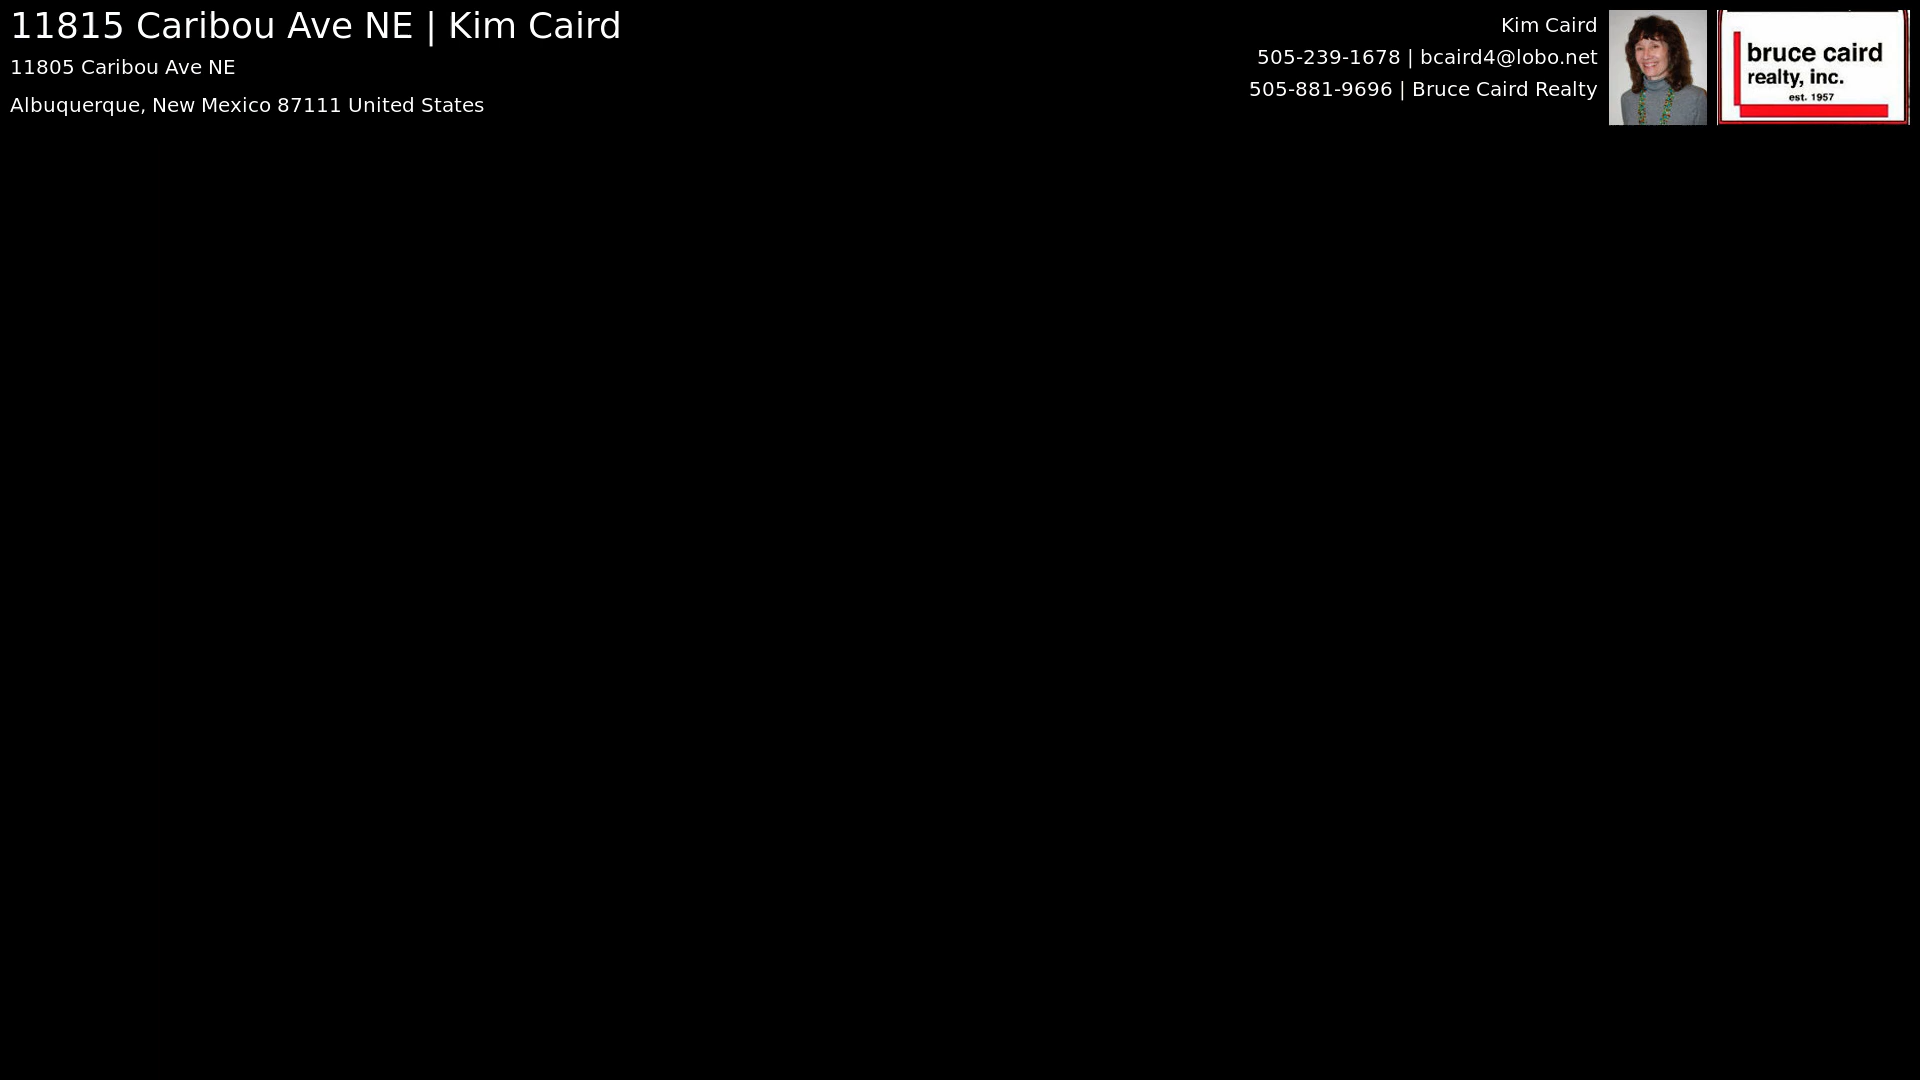 11815 Caribou Ave NE | Kim Caird
11805 Caribou Ave NE
Albuquerque, New Mexico 87111 United States
Kim Caird
505-239-1678 | bcaird4@lobo.net
505-881-9696 | Bruce Caird Realty
bruce caird
realty, inc.
est. 1957